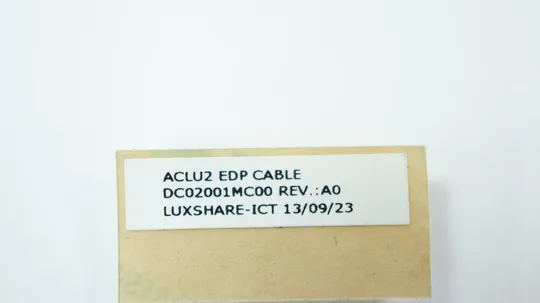 ACLU2 EDP CABLE
DC02001MC00 REV.:A0
LUXSHARE-ICT 13/09/23